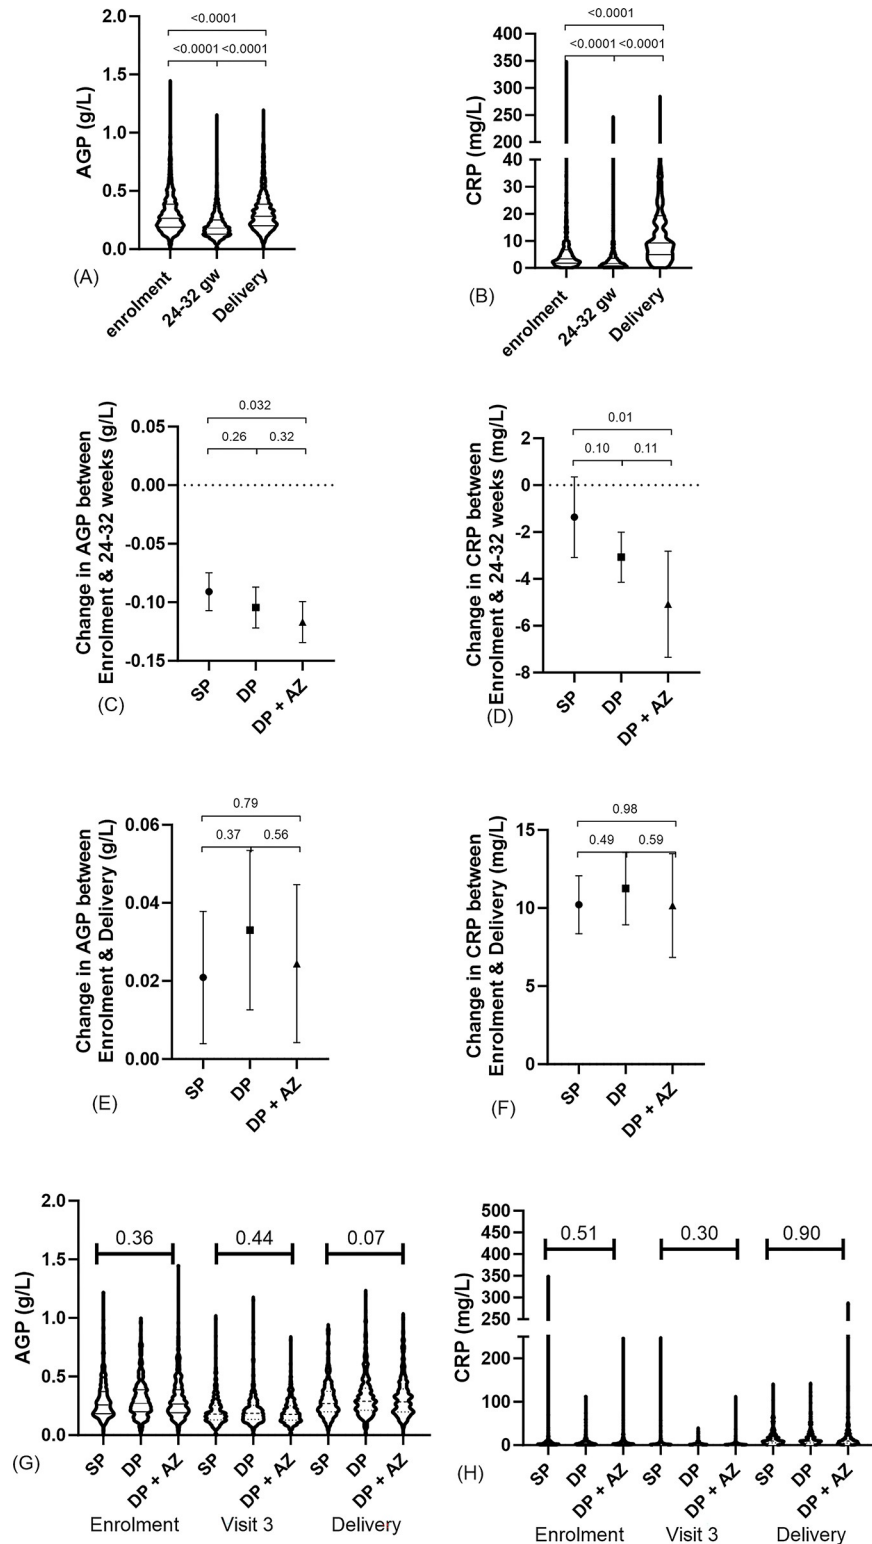 2.0
1.5
1.0
0.5
0.0
AGP (g/L)
<0.0001
<0.0001 <0.0001
enrolment
24-32 gw
Delivery
(A)
400
350
300
250
200
40
30
20
10
0
CRP (mg/L)
<0.0001
<0.0001 <0.0001
enrolment
24-32 gw
Delivery
(B)
Change in AGP between
Enrolment & 24-32 weeks (g/L)
0.05
0.00
-0.05
-0.10
-0.15
0.032
0.26 0.32
SP
DP
DP + AZ
(C)
Change in CRP between
Enrolment & 24-32 weeks (mg/L)
2
0
-2
-4
-6
-8
0.01
0.10 0.11
SP
DP
DP + AZ
(D)
Change in AGP between
Enrolment & Delivery (g/L)
0.06
0.04
0.02
0.00
0.79
0.37 0.56
SP
DP
DP + AZ
(E)
Change in CRP between
Enrolment & Delivery (mg/L)
15
10
5
0
0.98
0.49 0.59
SP
DP
DP + AZ
(F)
AGP (g/L)
2.0
1.5
1.0
0.5
0.0
0.36 0.44 0.07
SP
DP
DP + AZ
SP
DP
DP + AZ
SP
DP
DP + AZ
Enrolment Visit 3 Delivery
(G)
CRP (mg/L)
500
450
400
350
300
250
200
100
0
0.51 0.30 0.90
SP
DP
DP + AZ
SP
DP
DP + AZ
SP
DP
DP + AZ
Enrolment Visit 3 Delivery
(H)